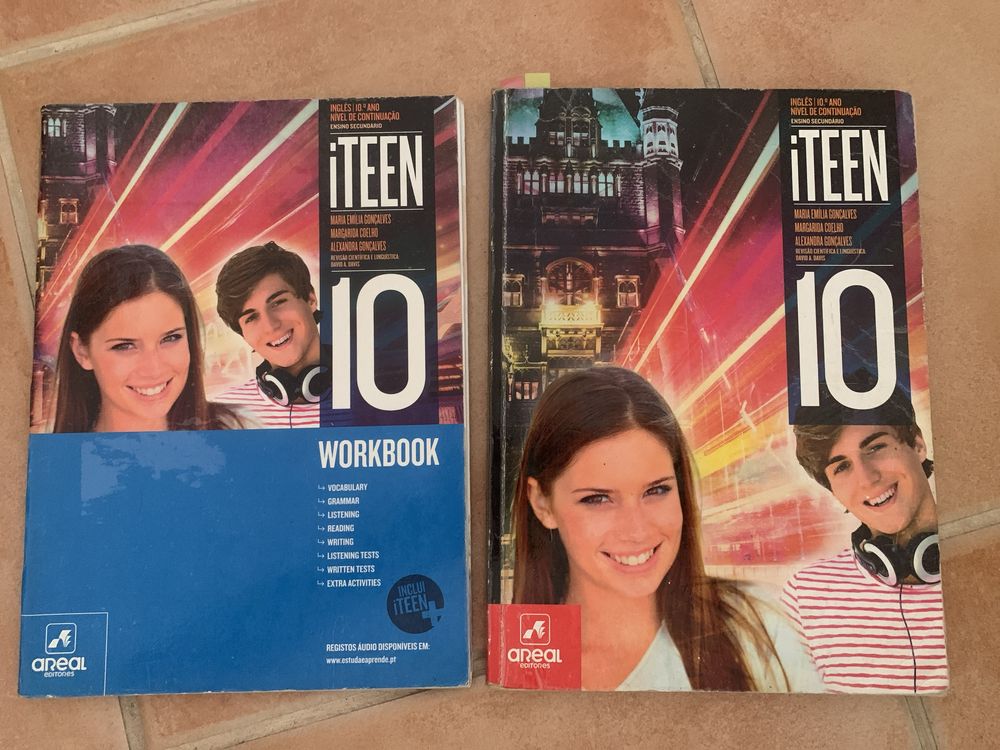 INGLÊS | 10.º ANO
NÍVEL DE CONTINUAÇÃO
ENSINO SECUNDÁRIO
iTEEN
MARIA EMÍLIA GONÇALVES
MARGARIDA COELHO
ALEXANDRA GONÇALVES
REVISÃO CIENTÍFICA E LINGUÍSTICA:
DAVID A. DAVIS
10
WORKBOOK
↳ VOCABULARY
↳ GRAMMAR
↳ LISTENING
↳ READING
↳ WRITING
↳ LISTENING TESTS
↳ WRITTEN TESTS
↳ EXTRA ACTIVITIES
INCLUI
iTEEN+
REGISTOS ÁUDIO DISPONÍVEIS EM:
www.estudaeaprende.pt
AREAL
EDITORES
INGLÊS | 10.º ANO
NÍVEL DE CONTINUAÇÃO
ENSINO SECUNDÁRIO
iTEEN
MARIA EMÍLIA GONÇALVES
MARGARIDA COELHO
ALEXANDRA GONÇALVES
REVISÃO CIENTÍFICA E LINGUÍSTICA:
DAVID A. DAVIS
10
AREAL
EDITORES